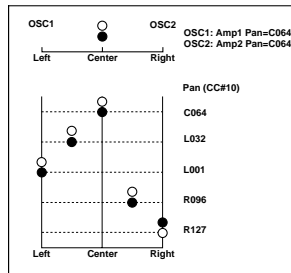 OSC1 OSC2
OSC1: Amp1 Pan=C064
OSC2: Amp2 Pan=C064
Left Center Right
Pan (CC#10)
C064
L032
L001
R096
R127
Left Center Right